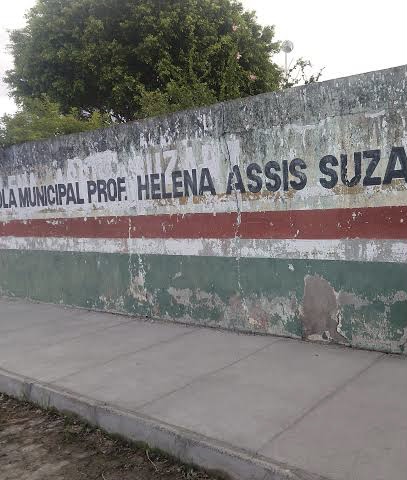 OLA MUNICIPAL PROF. HELENA ASSIS SUZA